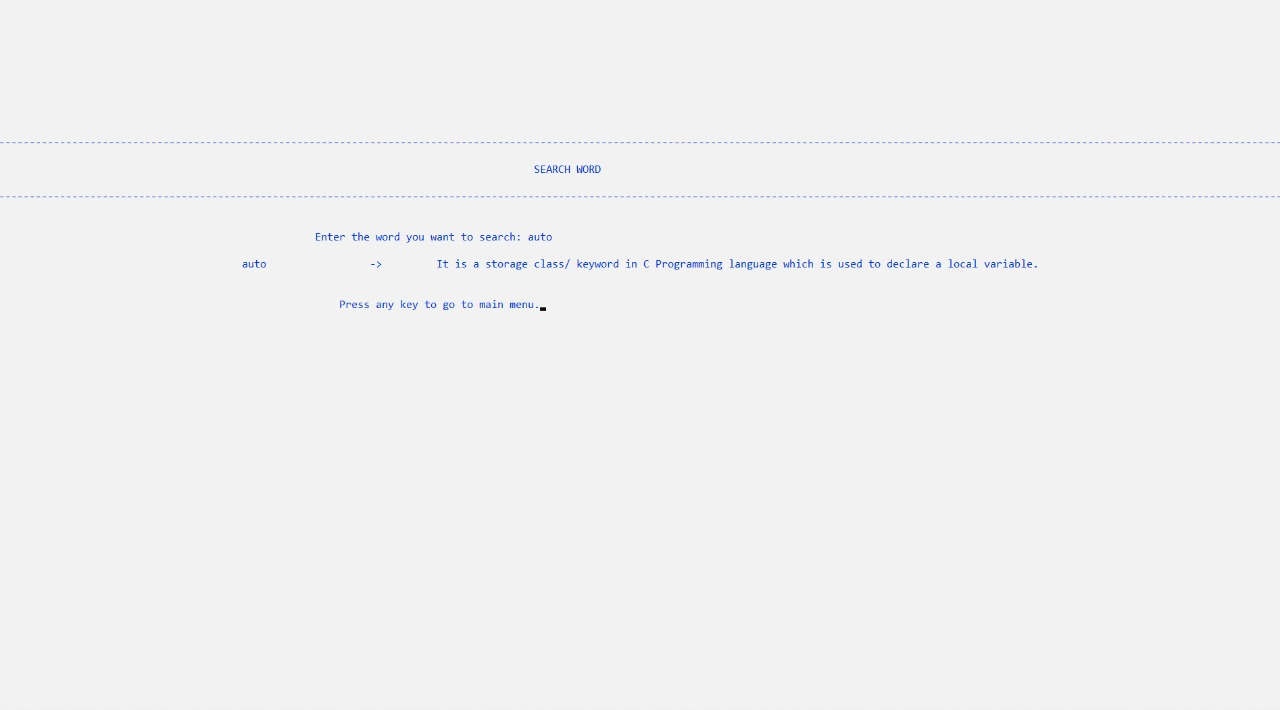 SEARCH WORD
Enter the word you want to search: auto
auto -> It is a storage class/ keyword in C Programming language which is used to declare a local variable.
Press any key to go to main menu.